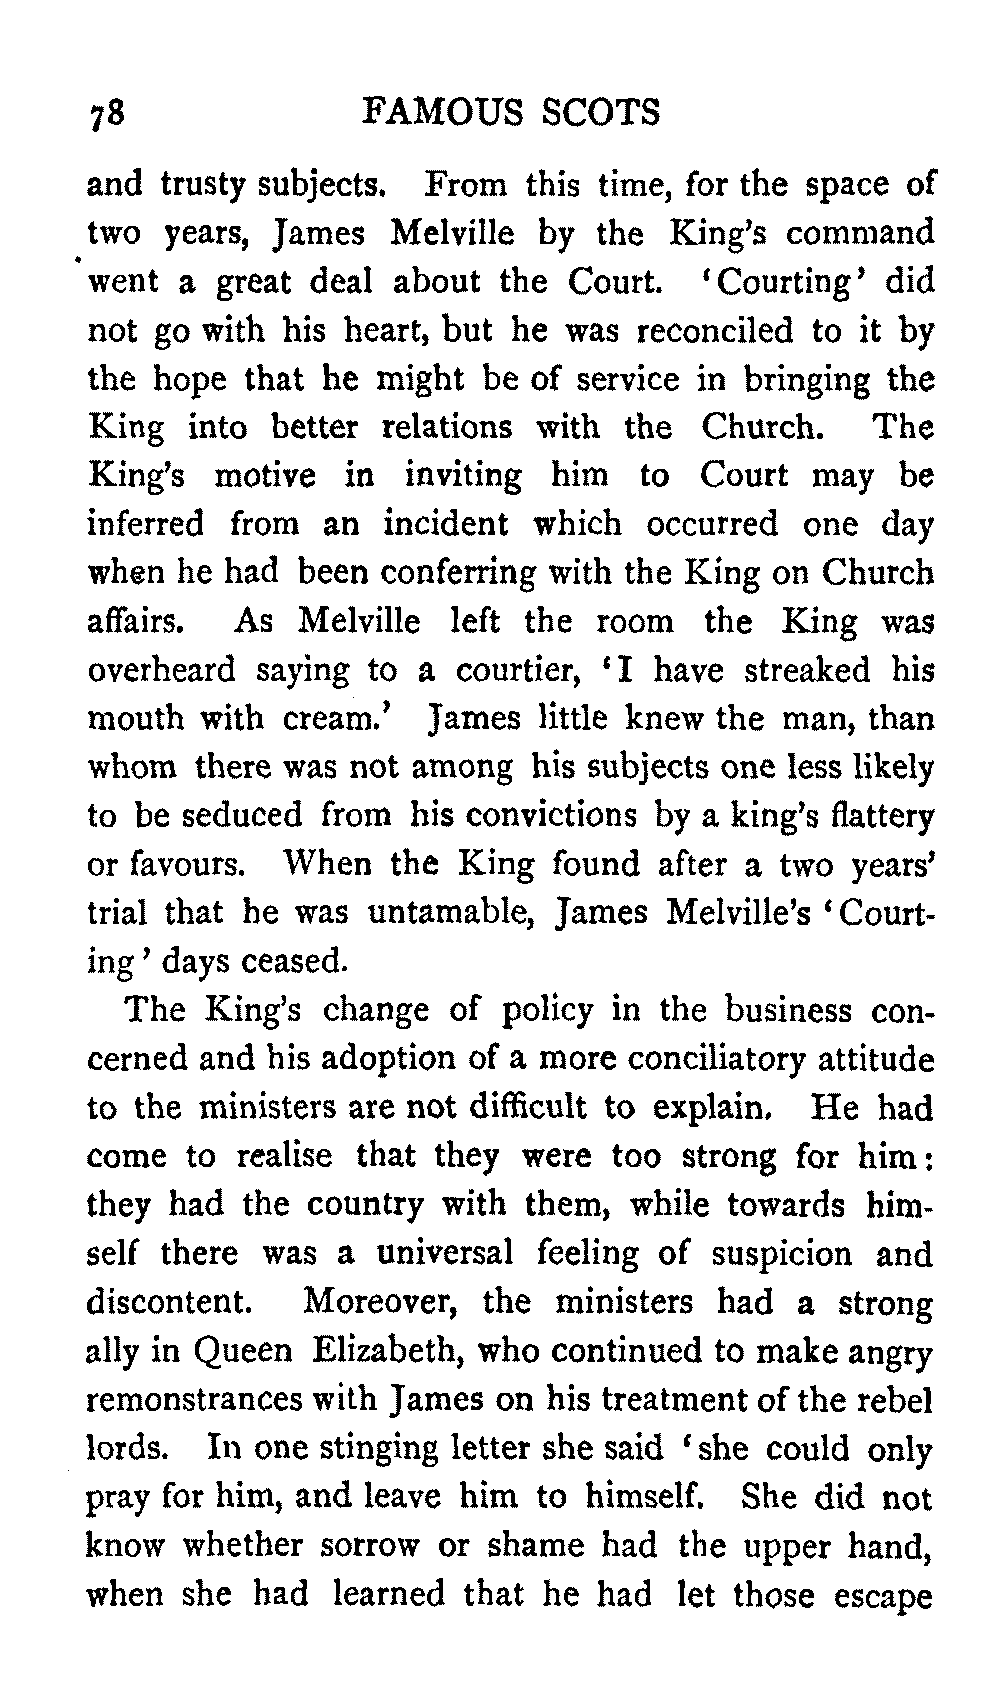 78 FAMOUS SCOTS
and trusty subjects. From this time, for the space of
two years, James Melville by the King's command
went a great deal about the Court. ‘Courting’ did
not go with his heart, but he was reconciled to it by
the hope that he might be of service in bringing the
King into better relations with the Church. The
King's motive in inviting him to Court may be
inferred from an incident which occurred one day
when he had been conferring with the King on Church
affairs. As Melville left the room the King was
overheard saying to a courtier, ‘I have streaked his
mouth with cream.’ James little knew the man, than
whom there was not among his subjects one less likely
to be seduced from his convictions by a king's flattery
or favours. When the King found after a two years’
trial that he was untamable, James Melville's ‘Court-
ing’ days ceased.
The King's change of policy in the business con-
cerned and his adoption of a more conciliatory attitude
to the ministers are not difficult to explain. He had
come to realise that they were too strong for him:
they had the country with them, while towards him-
self there was a universal feeling of suspicion and
discontent. Moreover, the ministers had a strong
ally in Queen Elizabeth, who continued to make angry
remonstrances with James on his treatment of the rebel
lords. In one stinging letter she said ‘she could only
pray for him, and leave him to himself. She did not
know whether sorrow or shame had the upper hand,
when she had learned that he had let those escape